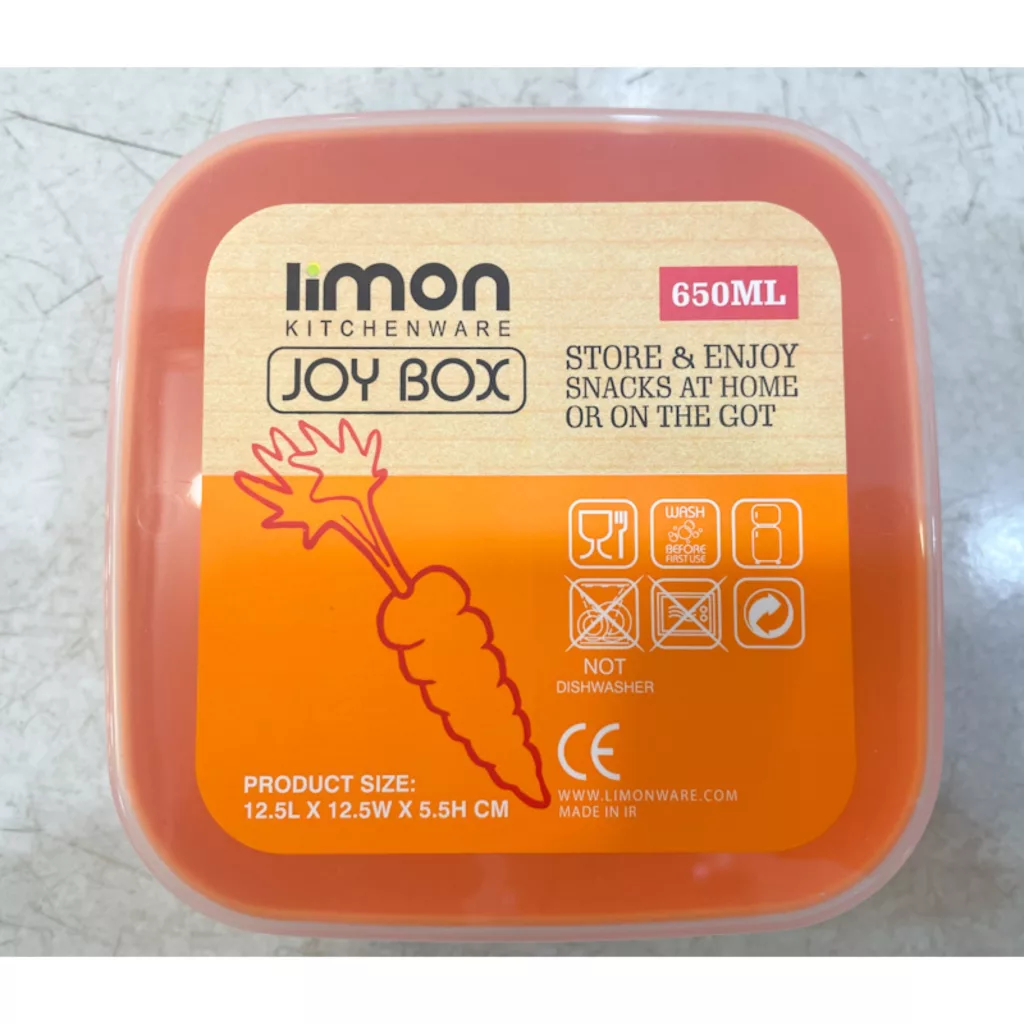 limon
KITCHENWARE
JOY BOX
650ML
STORE & ENJOY
SNACKS AT HOME
OR ON THE GOT
WASH
BEFORE
FIRST USE
NOT
DISHWASHER
CE
WWW.LIMONWARE.COM
MADE IN IR
PRODUCT SIZE:
12.5L X 12.5W X 5.5H CM